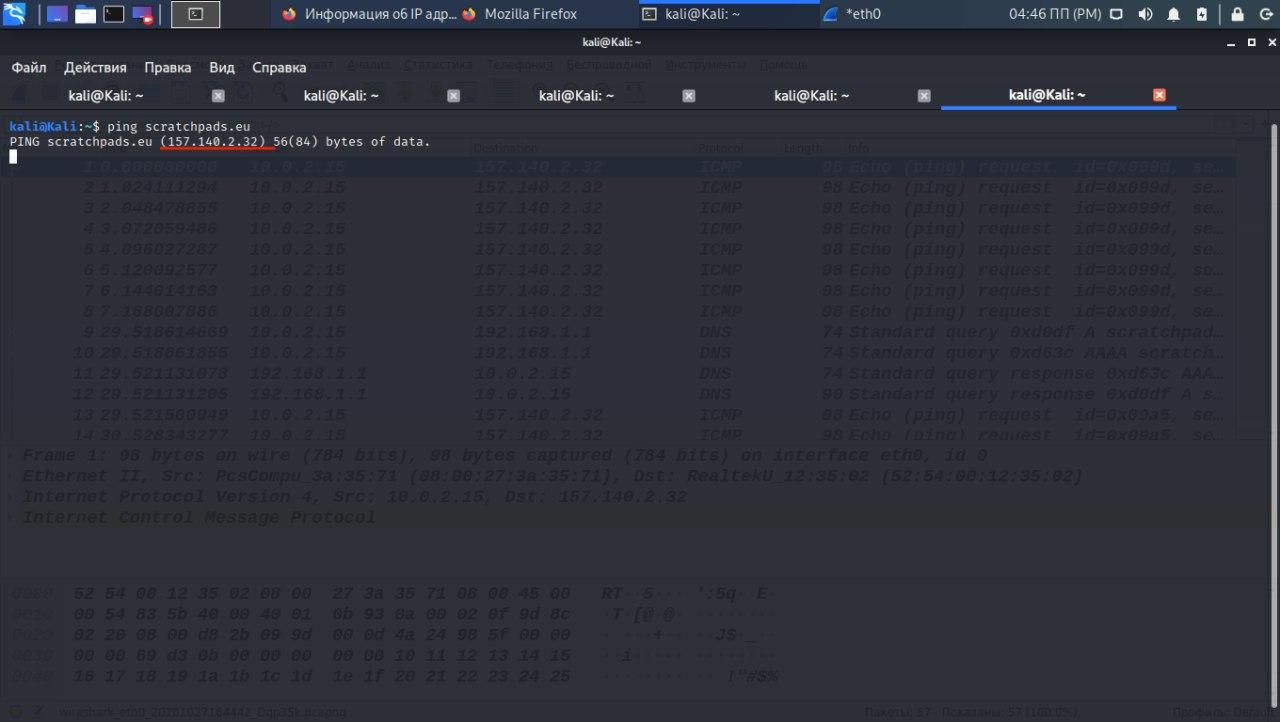 Информация об IP адр... Mozilla Firefox kali@Kali: ~ *eth0 04:46 ПП (PM)
kali@Kali: ~
Файл Действия Правка Вид Справка
Анализ Статистика Телефония Беспроводной Инструменты Помощь
kali@Kali: ~ kali@Kali: ~ kali@Kali: ~ kali@Kali: ~ kali@Kali: ~
kali@Kali:~$ ping scratchpads.eu
PING scratchpads.eu (157.140.2.32) 56(84) bytes of data.
Destination Protocol Length Info
1 0.000000000 10.0.2.15 157.140.2.32 ICMP 98 Echo (ping) request id=0x099d, se…
2 1.024111294 10.0.2.15 157.140.2.32 ICMP 98 Echo (ping) request id=0x099d, se…
3 2.048478855 10.0.2.15 157.140.2.32 ICMP 98 Echo (ping) request id=0x099d, se…
4 3.072059486 10.0.2.15 157.140.2.32 ICMP 98 Echo (ping) request id=0x099d, se…
5 4.096027287 10.0.2.15 157.140.2.32 ICMP 98 Echo (ping) request id=0x099d, se…
6 5.120092577 10.0.2.15 157.140.2.32 ICMP 98 Echo (ping) request id=0x099d, se…
7 6.144014163 10.0.2.15 157.140.2.32 ICMP 98 Echo (ping) request id=0x099d, se…
8 7.168007886 10.0.2.15 157.140.2.32 ICMP 98 Echo (ping) request id=0x099d, se…
9 29.518614669 10.0.2.15 192.168.1.1 DNS 74 Standard query 0xd0df A scratchpad…
10 29.518661855 10.0.2.15 192.168.1.1 DNS 74 Standard query 0xd63c AAAA scratch…
11 29.521131078 192.168.1.1 10.0.2.15 DNS 74 Standard query response 0xd63c AAA…
12 29.521131205 192.168.1.1 10.0.2.15 DNS 90 Standard query response 0xd0df A s…
13 29.521500949 10.0.2.15 157.140.2.32 ICMP 98 Echo (ping) request id=0x09a5, se…
14 30.528343277 10.0.2.15 157.140.2.32 ICMP 98 Echo (ping) request id=0x09a5, se…
Frame 1: 98 bytes on wire (784 bits), 98 bytes captured (784 bits) on interface eth0, id 0
Ethernet II, Src: PcsCompu_3a:35:71 (08:00:27:3a:35:71), Dst: RealtekU_12:35:02 (52:54:00:12:35:02)
Internet Protocol Version 4, Src: 10.0.2.15, Dst: 157.140.2.32
Internet Control Message Protocol
0000 52 54 00 12 35 02 08 00 27 3a 35 71 08 00 45 00 RT··5··· ':5q··E·
0010 00 54 83 5b 40 00 40 01 0b 93 0a 00 02 0f 9d 8c ·T·[@·@· ········
0020 02 20 08 00 d8 2b 09 9d 00 0d 4a 24 98 5f 00 00 · ···+·· ··J$·_··
0030 00 00 69 d3 0b 00 00 00 00 00 10 11 12 13 14 15 ··i····· ········
0040 16 17 18 19 1a 1b 1c 1d 1e 1f 20 21 22 23 24 25 ········ ·· !"#$%
Пакеты: 57 · Показаны: 57 (100.0%) Профиль: Default